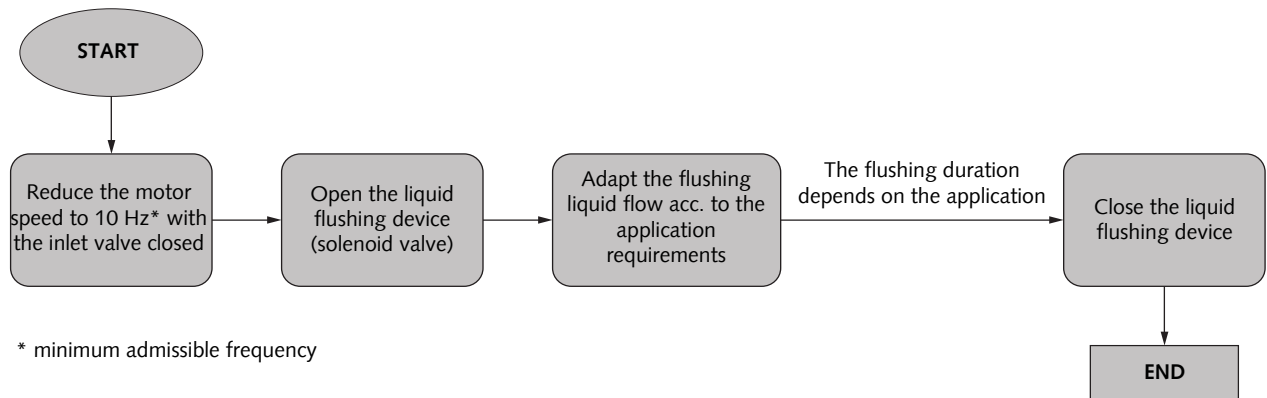 START
Reduce the motor
speed to 10 Hz* with
the inlet valve closed
Open the liquid
flushing device
(solenoid valve)
Adapt the flushing
liquid flow acc. to the
application
requirements
The flushing duration
depends on the application
Close the liquid
flushing device
* minimum admissible frequency
END